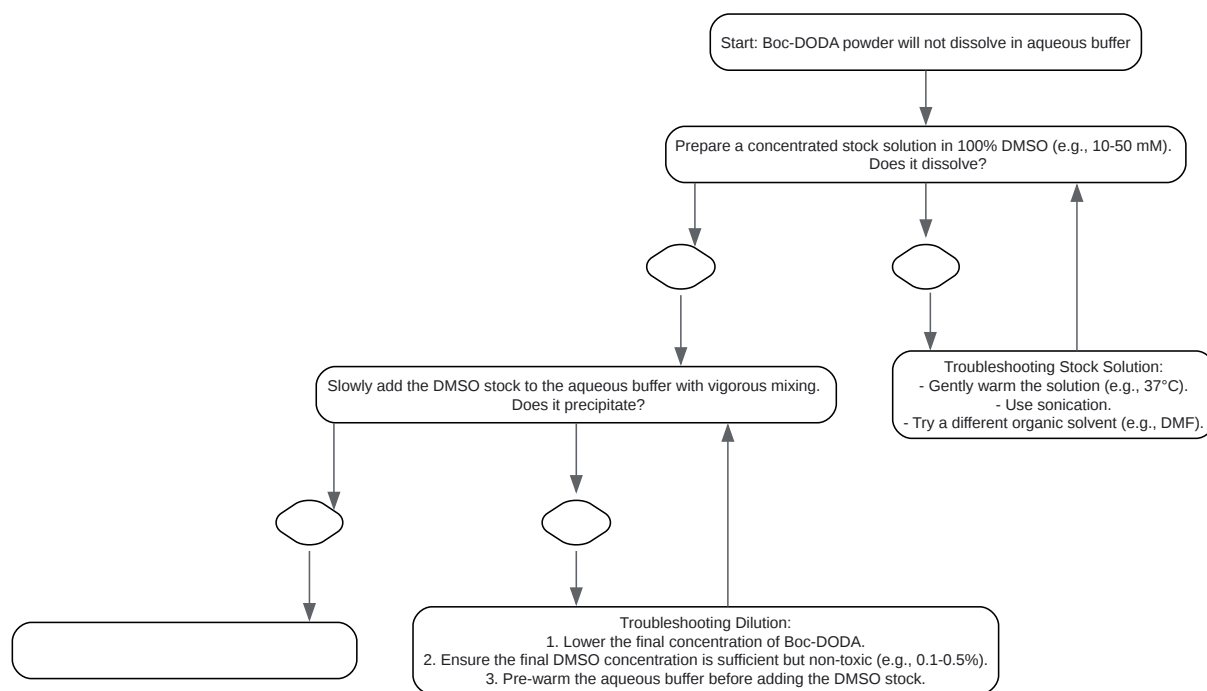 Start: Boc-DODA powder will not dissolve in aqueous buffer
Prepare a concentrated stock solution in 100% DMSO (e.g., 10-50 mM).
Does it dissolve?
Troubleshooting Stock Solution:
- Gently warm the solution (e.g., 37°C).
- Use sonication.
- Try a different organic solvent (e.g., DMF).
Slowly add the DMSO stock to the aqueous buffer with vigorous mixing.
Does it precipitate?
Troubleshooting Dilution:
1. Lower the final concentration of Boc-DODA.
2. Ensure the final DMSO concentration is sufficient but non-toxic (e.g., 0.1-0.5%).
3. Pre-warm the aqueous buffer before adding the DMSO stock.